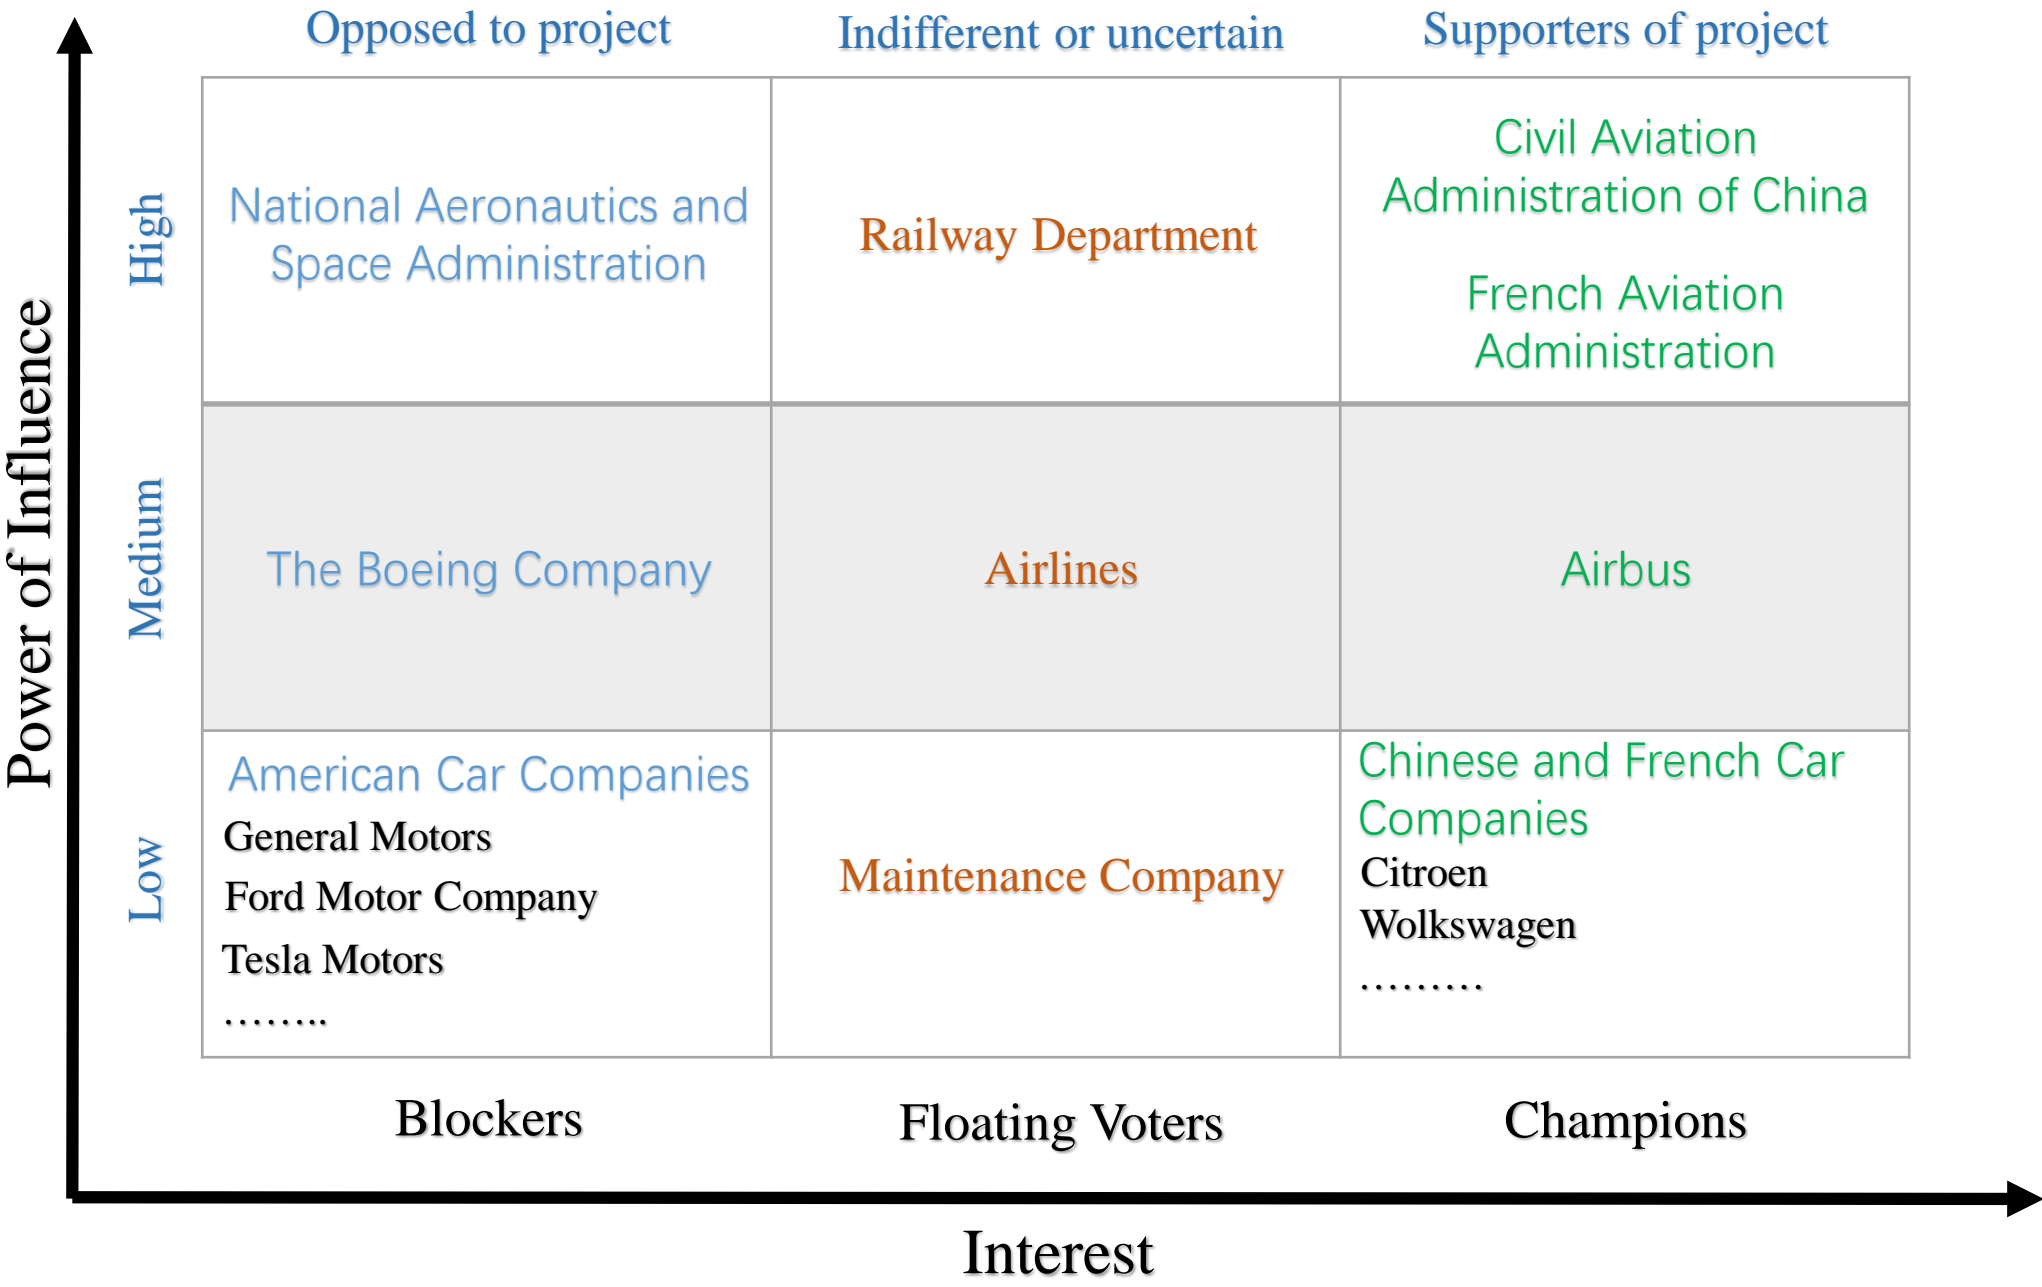 Opposed to project
Indifferent or uncertain
Supporters of project
Power of Influence
High
National Aeronautics and
Space Administration
Railway Department
Civil Aviation
Administration of China
French Aviation
Administration
Medium
The Boeing Company
Airlines
Airbus
Low
American Car Companies
General Motors
Ford Motor Company
Tesla Motors
……..
Maintenance Company
Chinese and French Car
Companies
Citroen
Wolkswagen
………
Blockers
Floating Voters
Champions
Interest